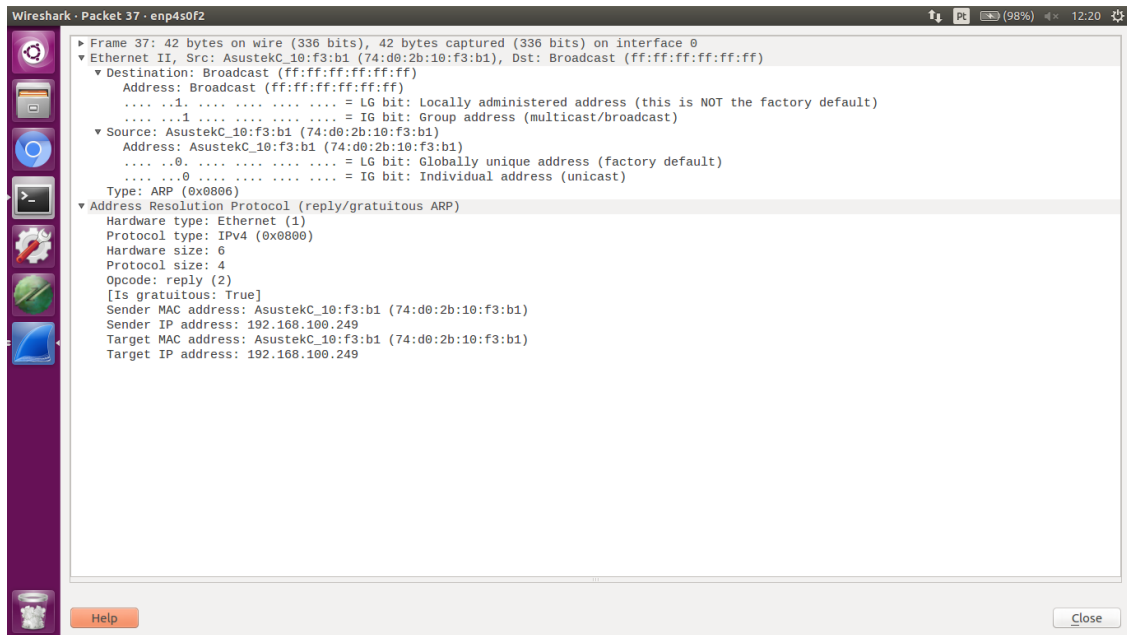 Wireshark · Packet 37 · enp4s0f2
Pt (98%) 12:20
Frame 37: 42 bytes on wire (336 bits), 42 bytes captured (336 bits) on interface 0
Ethernet II, Src: AsustekC_10:f3:b1 (74:d0:2b:10:f3:b1), Dst: Broadcast (ff:ff:ff:ff:ff:ff)
Destination: Broadcast (ff:ff:ff:ff:ff:ff)
Address: Broadcast (ff:ff:ff:ff:ff:ff)
.... ..1. .... .... .... .... = LG bit: Locally administered address (this is NOT the factory default)
.... ...1 .... .... .... .... = IG bit: Group address (multicast/broadcast)
Source: AsustekC_10:f3:b1 (74:d0:2b:10:f3:b1)
Address: AsustekC_10:f3:b1 (74:d0:2b:10:f3:b1)
.... ..0. .... .... .... .... = LG bit: Globally unique address (factory default)
.... ...0 .... .... .... .... = IG bit: Individual address (unicast)
Type: ARP (0x0806)
Address Resolution Protocol (reply/gratuitous ARP)
Hardware type: Ethernet (1)
Protocol type: IPv4 (0x0800)
Hardware size: 6
Protocol size: 4
Opcode: reply (2)
[Is gratuitous: True]
Sender MAC address: AsustekC_10:f3:b1 (74:d0:2b:10:f3:b1)
Sender IP address: 192.168.100.249
Target MAC address: AsustekC_10:f3:b1 (74:d0:2b:10:f3:b1)
Target IP address: 192.168.100.249
Help
Close